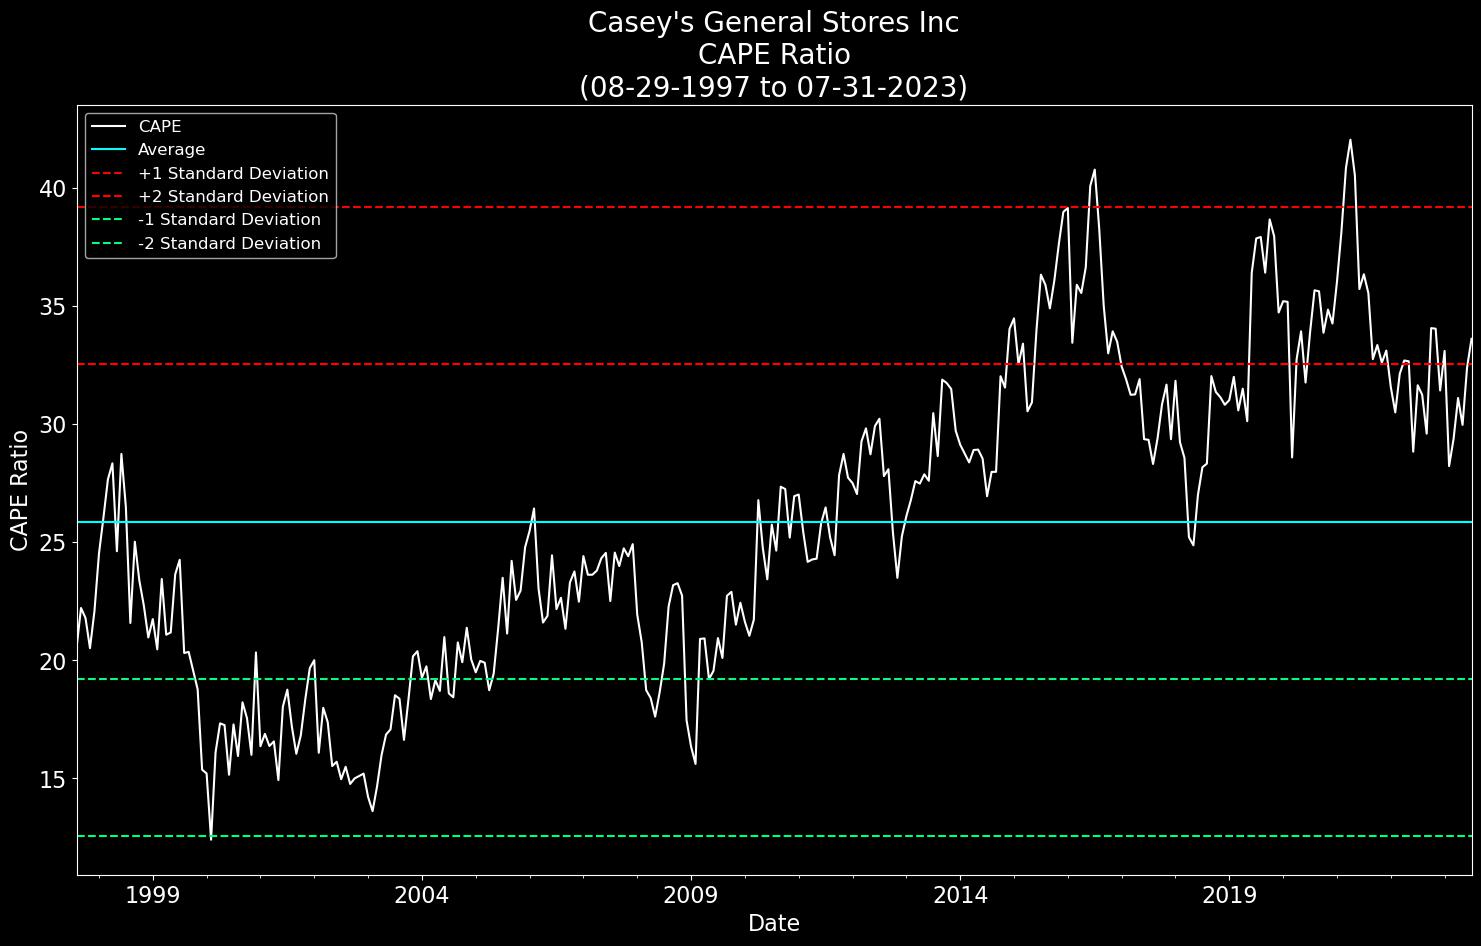 Casey's General Stores Inc
CAPE Ratio
(08-29-1997 to 07-31-2023)
CAPE
Average
+1 Standard Deviation
+2 Standard Deviation
-1 Standard Deviation
-2 Standard Deviation
CAPE Ratio
40
35
30
25
20
15
1999
2004
2009
2014
2019
Date